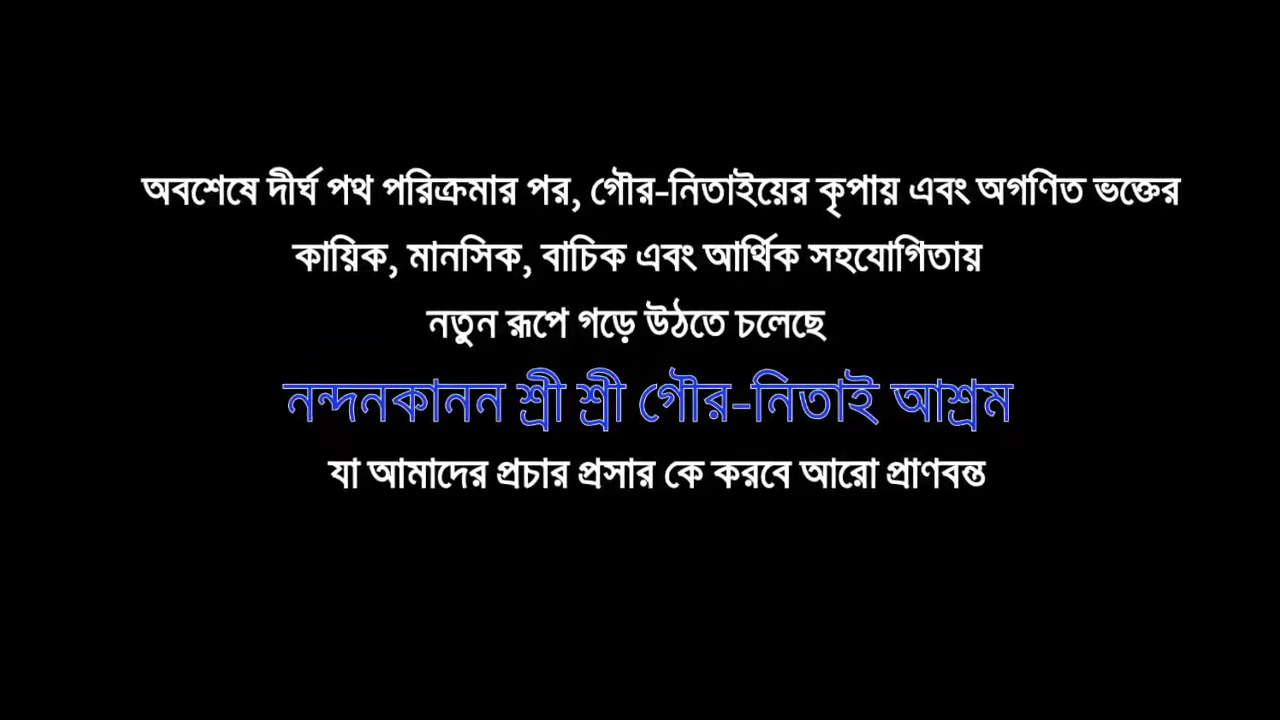 অবশেষে দীর্ঘ পথ পরিক্রমার পর, গৌর-নিতাইয়ের কৃপায় এবং অগণিত ভক্তের
কায়িক, মানসিক, বাচিক এবং আর্থিক সহযোগিতায়
নতুন রূপে গড়ে উঠতে চলেছে
নন্দনকানন শ্রী শ্রী গৌর-নিতাই আশ্রম
যা আমাদের প্রচার প্রসার কে করবে আরো প্রাণবন্ত